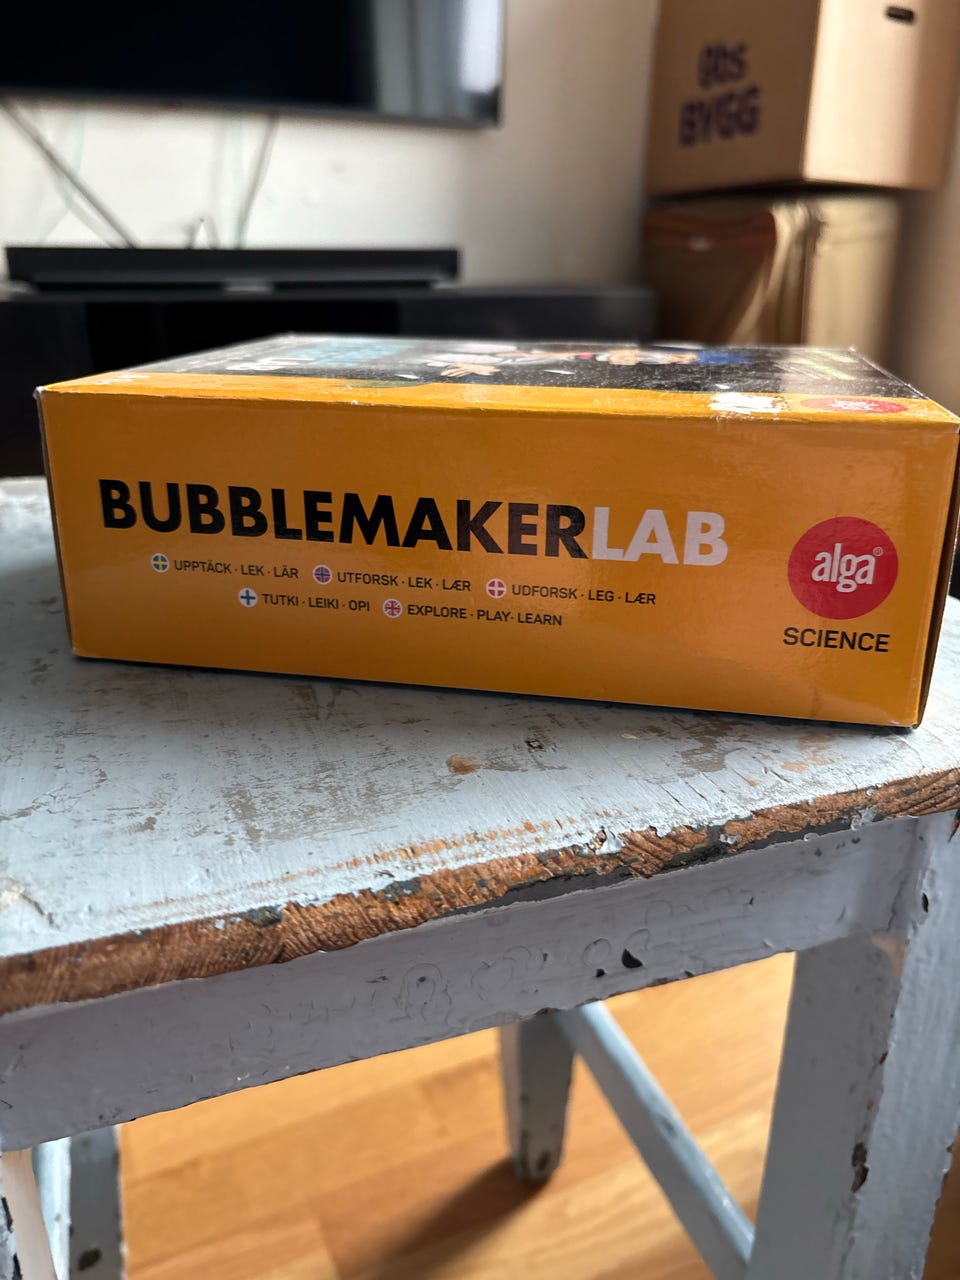 GDS
BYGG
BUBBLEMAKERLAB
UPPTÄCK · LEK · LÄR UTFORSK · LEK · LÆR UDFORSK · LEG · LÆR
TUTKI · LEIKI · OPI EXPLORE · PLAY · LEARN
alga®
SCIENCE